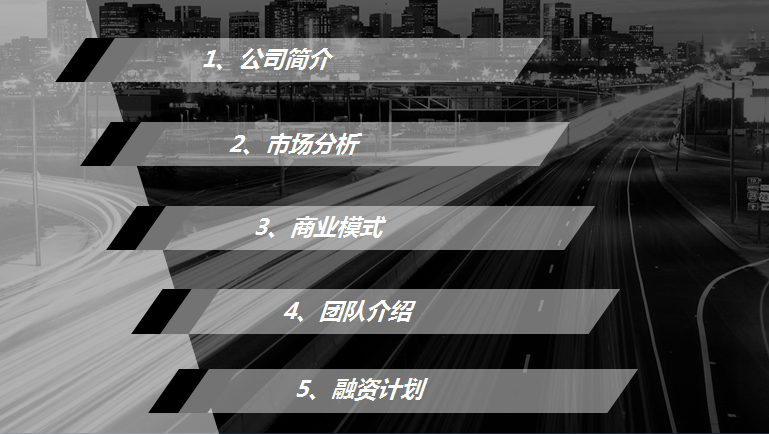 1、公司简介
2、市场分析
3、商业模式
4、团队介绍
5、融资计划